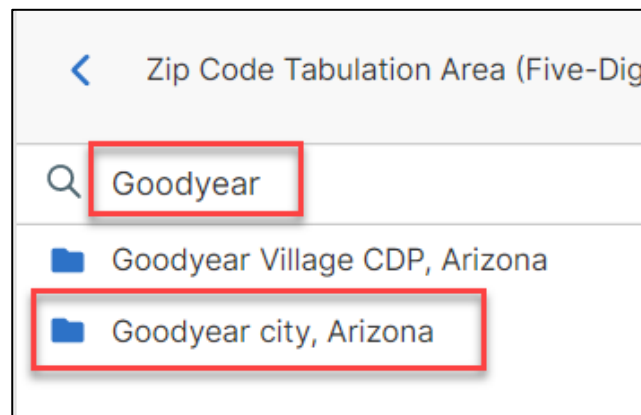 Zip Code Tabulation Area (Five-Dig
Goodyear
Goodyear Village CDP, Arizona
Goodyear city, Arizona